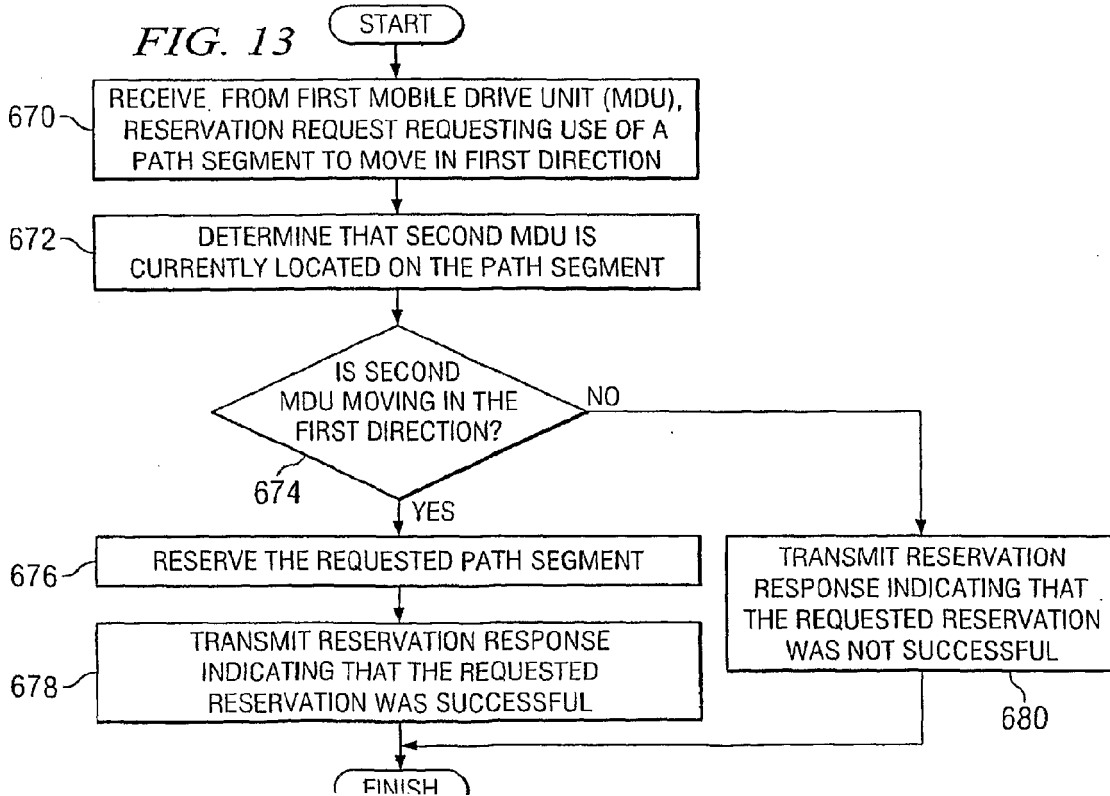 FIG. 13
START
670
RECEIVE, FROM FIRST MOBILE DRIVE UNIT (MDU),
RESERVATION REQUEST REQUESTING USE OF A
PATH SEGMENT TO MOVE IN FIRST DIRECTION
672
DETERMINE THAT SECOND MDU IS
CURRENTLY LOCATED ON THE PATH SEGMENT
IS SECOND
MDU MOVING IN THE
FIRST DIRECTION?
NO
674
YES
676
RESERVE THE REQUESTED PATH SEGMENT
678
TRANSMIT RESERVATION RESPONSE
INDICATING THAT THE REQUESTED
RESERVATION WAS SUCCESSFUL
TRANSMIT RESERVATION
RESPONSE INDICATING THAT
THE REQUESTED RESERVATION
WAS NOT SUCCESSFUL
680
FINISH